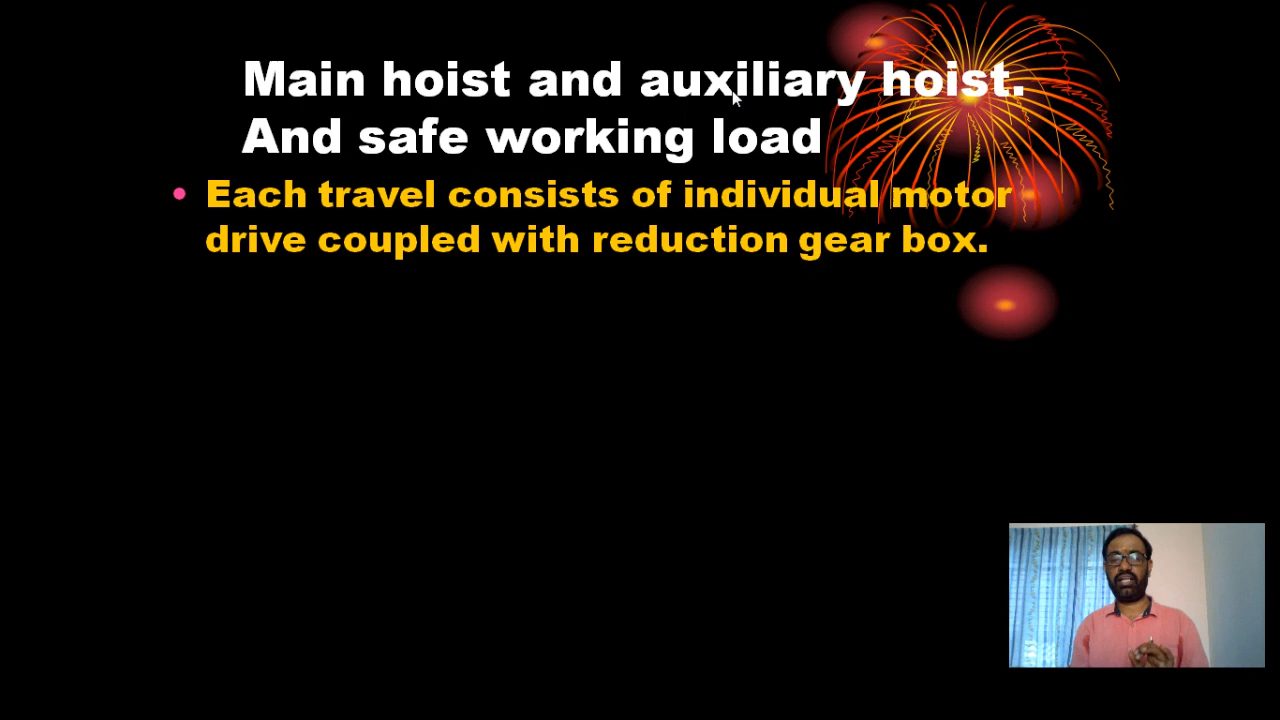 Main hoist and auxiliary hoist.
And safe working load
• Each travel consists of individual motor
drive coupled with reduction gear box.